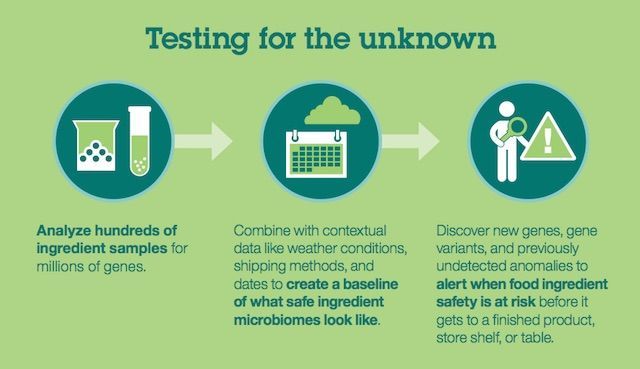 Testing for the unknown
Analyze hundreds of
ingredient samples for
millions of genes.
Combine with contextual
data like weather conditions,
shipping methods, and
dates to create a baseline
of what safe ingredient
microbiomes look like.
Discover new genes, gene
variants, and previously
undetected anomalies to
alert when food ingredient
safety is at risk before it
gets to a finished product,
store shelf, or table.